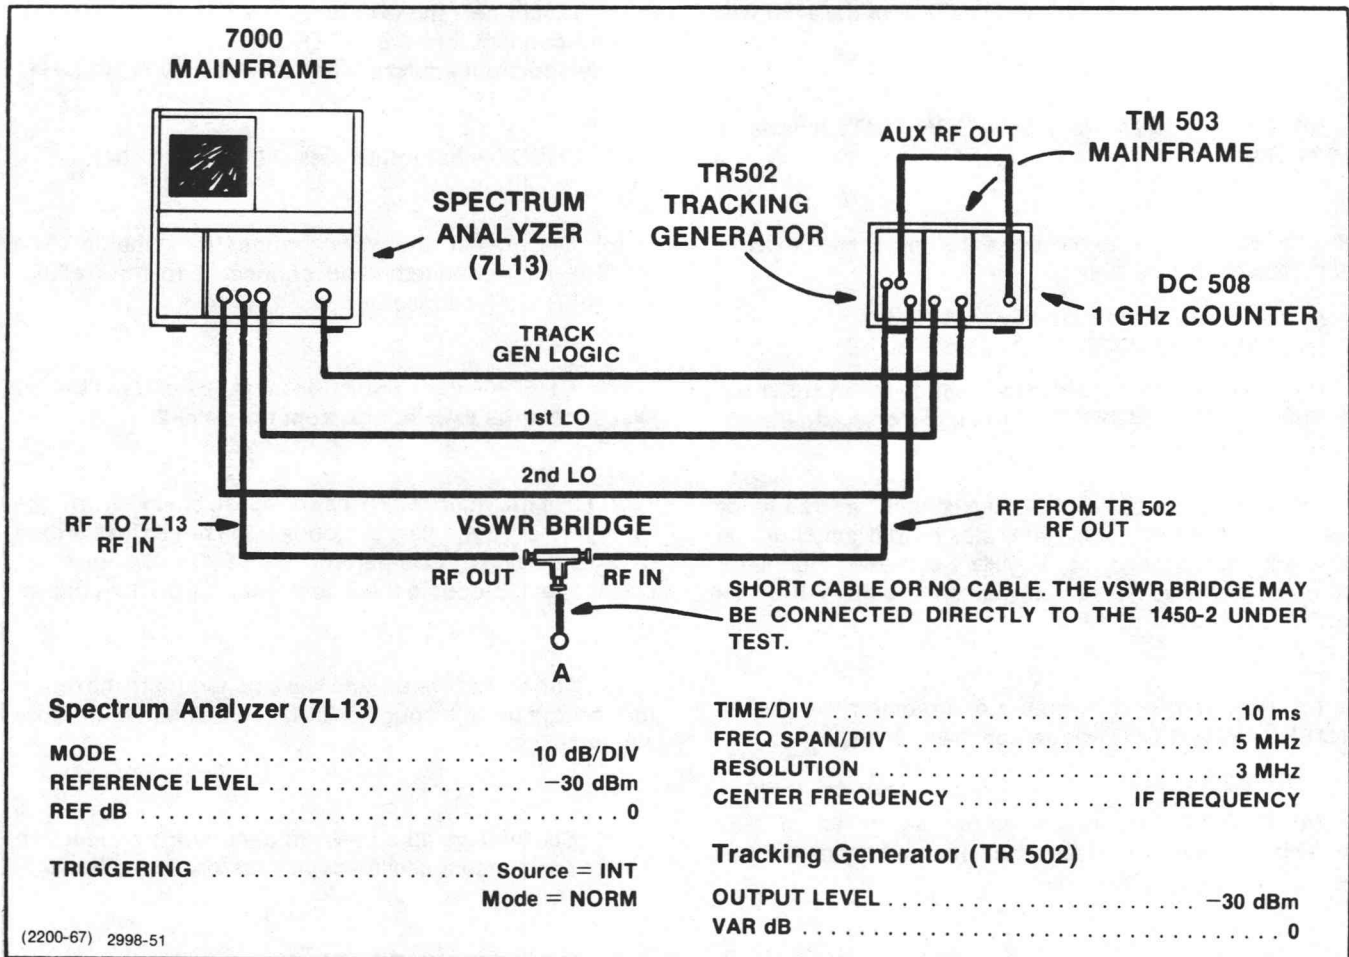 7000
MAINFRAME
SPECTRUM
ANALYZER
(7L13)
TR502
TRACKING
GENERATOR
AUX RF OUT
TM 503
MAINFRAME
DC 508
1 GHz COUNTER
TRACK
GEN LOGIC
1st LO
2nd LO
RF TO 7L13
RF IN
VSWR BRIDGE
RF OUT
RF IN
RF FROM TR 502
RF OUT
SHORT CABLE OR NO CABLE. THE VSWR BRIDGE MAY
BE CONNECTED DIRECTLY TO THE 1450-2 UNDER
TEST.
A
Spectrum Analyzer (7L13)
MODE . . . . . . . . . . . . . . . . . . . . . . . . . . . . 10 dB/DIV
REFERENCE LEVEL . . . . . . . . . . . . . . . . . . −30 dBm
REF dB . . . . . . . . . . . . . . . . . . . . . . . . . . . . . . . . 0
TRIGGERING . . . . . . . . . . . . . . . . . . Source = INT
Mode = NORM
TIME/DIV . . . . . . . . . . . . . . . . . . . . . . . . . . . . 10 ms
FREQ SPAN/DIV . . . . . . . . . . . . . . . . . . . . . . 5 MHz
RESOLUTION . . . . . . . . . . . . . . . . . . . . . . . . 3 MHz
CENTER FREQUENCY . . . . . . . . . . . IF FREQUENCY
Tracking Generator (TR 502)
OUTPUT LEVEL . . . . . . . . . . . . . . . . . . . . . −30 dBm
VAR dB . . . . . . . . . . . . . . . . . . . . . . . . . . . . . . . . 0
(2200-67) 2998-51